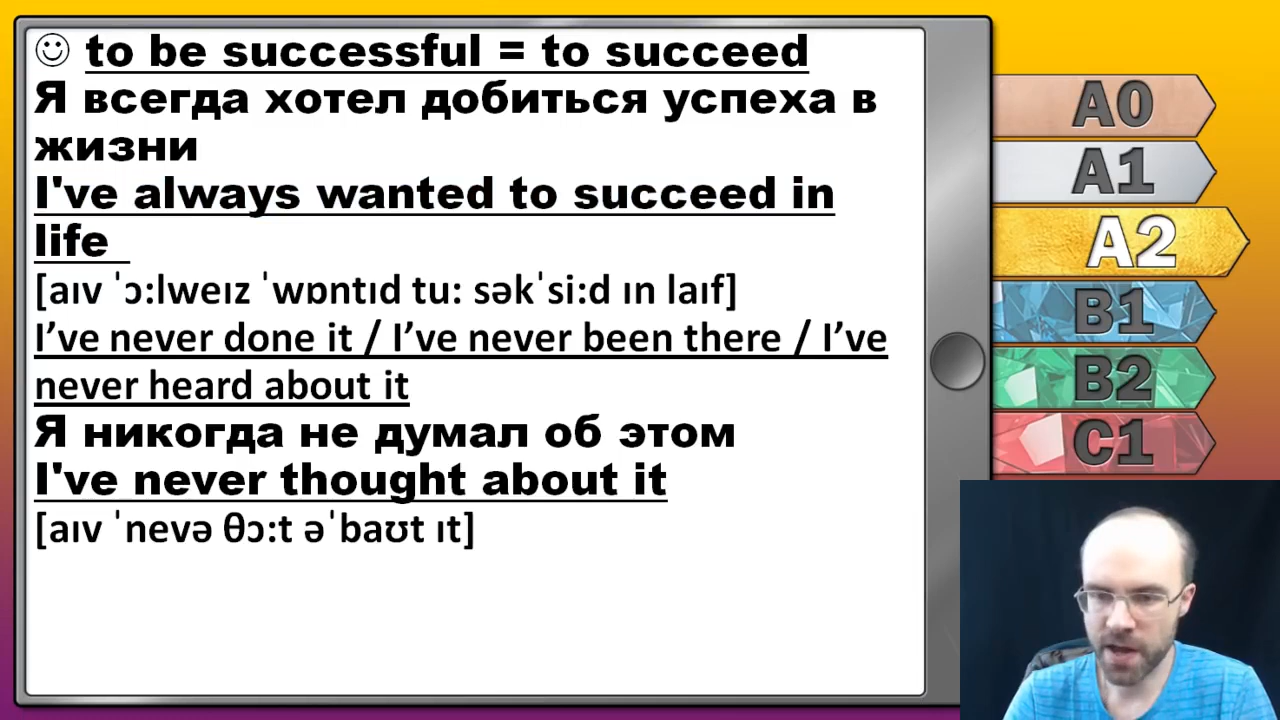 ☺ to be successful = to succeed
Я всегда хотел добиться успеха в
жизни
I've always wanted to succeed in
life
[aɪv ˈɔ:lweɪz ˈwɒntɪd tu: səkˈsi:d ɪn laɪf]
I’ve never done it / I’ve never been there / I’ve
never heard about it
Я никогда не думал об этом
I've never thought about it
[aɪv ˈnevə θɔ:t əˈbaʊt ɪt]
A0
A1
A2
B1
B2
C1